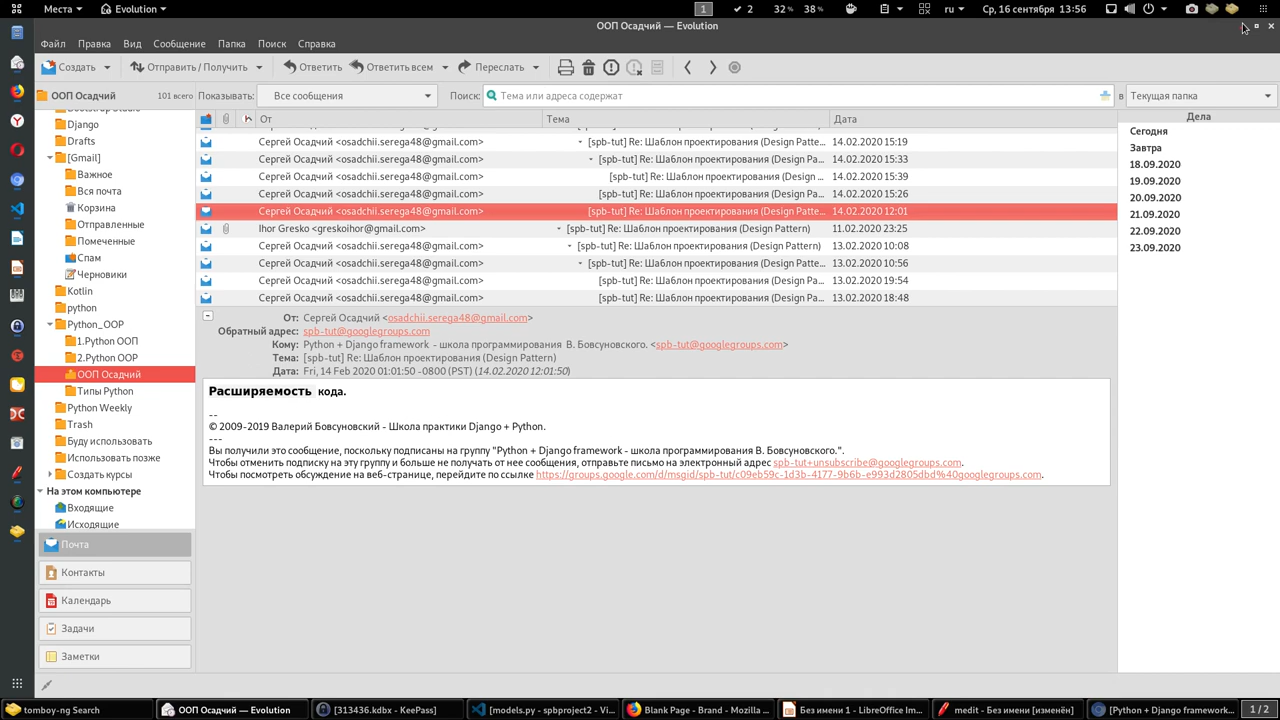 Места
Evolution
1
2
32 %
38 %
ru
Ср, 16 сентября 13:56
ООП Осадчий — Evolution
Файл Правка Вид Сообщение Папка Поиск Справка
Создать
Отправить / Получить
Ответить
Ответить всем
Переслать
ООП Осадчий 101 всего
Показывать: Все сообщения
Поиск: Тема или адреса содержат
в Текущая папка
Django
Drafts
[Gmail]
Важное
Вся почта
Корзина
Отправленные
Помеченные
Спам
Черновики
Kotlin
python
Python_OOP
1.Python ООП
2.Python OOP
ООП Осадчий
Типы Python
Python Weekly
Trash
Буду использовать
Использовать позже
Создать курсы
На этом компьютере
Входящие
Исходящие
Почта
Контакты
Календарь
Задачи
Заметки
От Тема Дата
Сергей Осадчий <osadchii.serega48@gmail.com> [spb-tut] Re: Шаблон проектирования (Design Patte... 14.02.2020 15:19
Сергей Осадчий <osadchii.serega48@gmail.com> [spb-tut] Re: Шаблон проектирования (Design Pa... 14.02.2020 15:33
Сергей Осадчий <osadchii.serega48@gmail.com> [spb-tut] Re: Шаблон проектирования (Design ... 14.02.2020 15:39
Сергей Осадчий <osadchii.serega48@gmail.com> [spb-tut] Re: Шаблон проектирования (Design Pa... 14.02.2020 15:26
Сергей Осадчий <osadchii.serega48@gmail.com> [spb-tut] Re: Шаблон проектирования (Design Patte... 14.02.2020 12:01
Ihor Gresko <greskoihor@gmail.com> [spb-tut] Re: Шаблон проектирования (Design Pattern) 11.02.2020 23:25
Сергей Осадчий <osadchii.serega48@gmail.com> [spb-tut] Re: Шаблон проектирования (Design Pattern) 13.02.2020 10:08
Сергей Осадчий <osadchii.serega48@gmail.com> [spb-tut] Re: Шаблон проектирования (Design Patte... 13.02.2020 10:56
Сергей Осадчий <osadchii.serega48@gmail.com> [spb-tut] Re: Шаблон проектирования (Design Pa... 13.02.2020 19:54
Сергей Осадчий <osadchii.serega48@gmail.com> [spb-tut] Re: Шаблон проектирования (Design Pa... 13.02.2020 18:48
От: Сергей Осадчий <osadchii.serega48@gmail.com>
Обратный адрес: spb-tut@googlegroups.com
Кому: Python + Django framework - школа программирования В. Бовсуновского. <spb-tut@googlegroups.com>
Тема: [spb-tut] Re: Шаблон проектирования (Design Pattern)
Дата: Fri, 14 Feb 2020 01:01:50 -0800 (PST) (14.02.2020 12:01:50)
Расширяемость кода.
--
© 2009-2019 Валерий Бовсуновский - Школа практики Django + Python.
---
Вы получили это сообщение, поскольку подписаны на группу "Python + Django framework - школа программирования В. Бовсуновского.".
Чтобы отменить подписку на эту группу и больше не получать от нее сообщения, отправьте письмо на электронный адрес spb-tut+unsubscribe@googlegroups.com.
Чтобы посмотреть обсуждение на веб-странице, перейдите по ссылке https://groups.google.com/d/msgid/spb-tut/c09eb59c-1d3b-4177-9b6b-e993d2805dbd%40googlegroups.com.
Дела
Сегодня
Завтра
18.09.2020
19.09.2020
20.09.2020
21.09.2020
22.09.2020
23.09.2020
tomboy-ng Search
ООП Осадчий — Evolution
[313436.kdbx - KeePass]
[models.py - spbproject2 - Vi...
Blank Page - Brand - Mozilla ...
Без имени 1 - LibreOffice Im...
medit - Без имени [изменён]
[Python + Django framework...
1 / 2